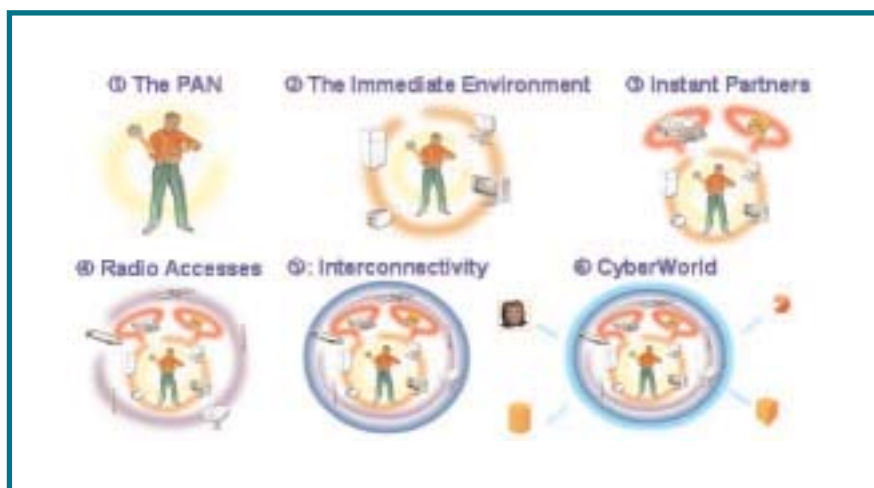 ① The PAN
② The Immediate Environment
③ Instant Partners
④ Radio Accesses
⑤: Interconnectivity
⑥ CyberWorld